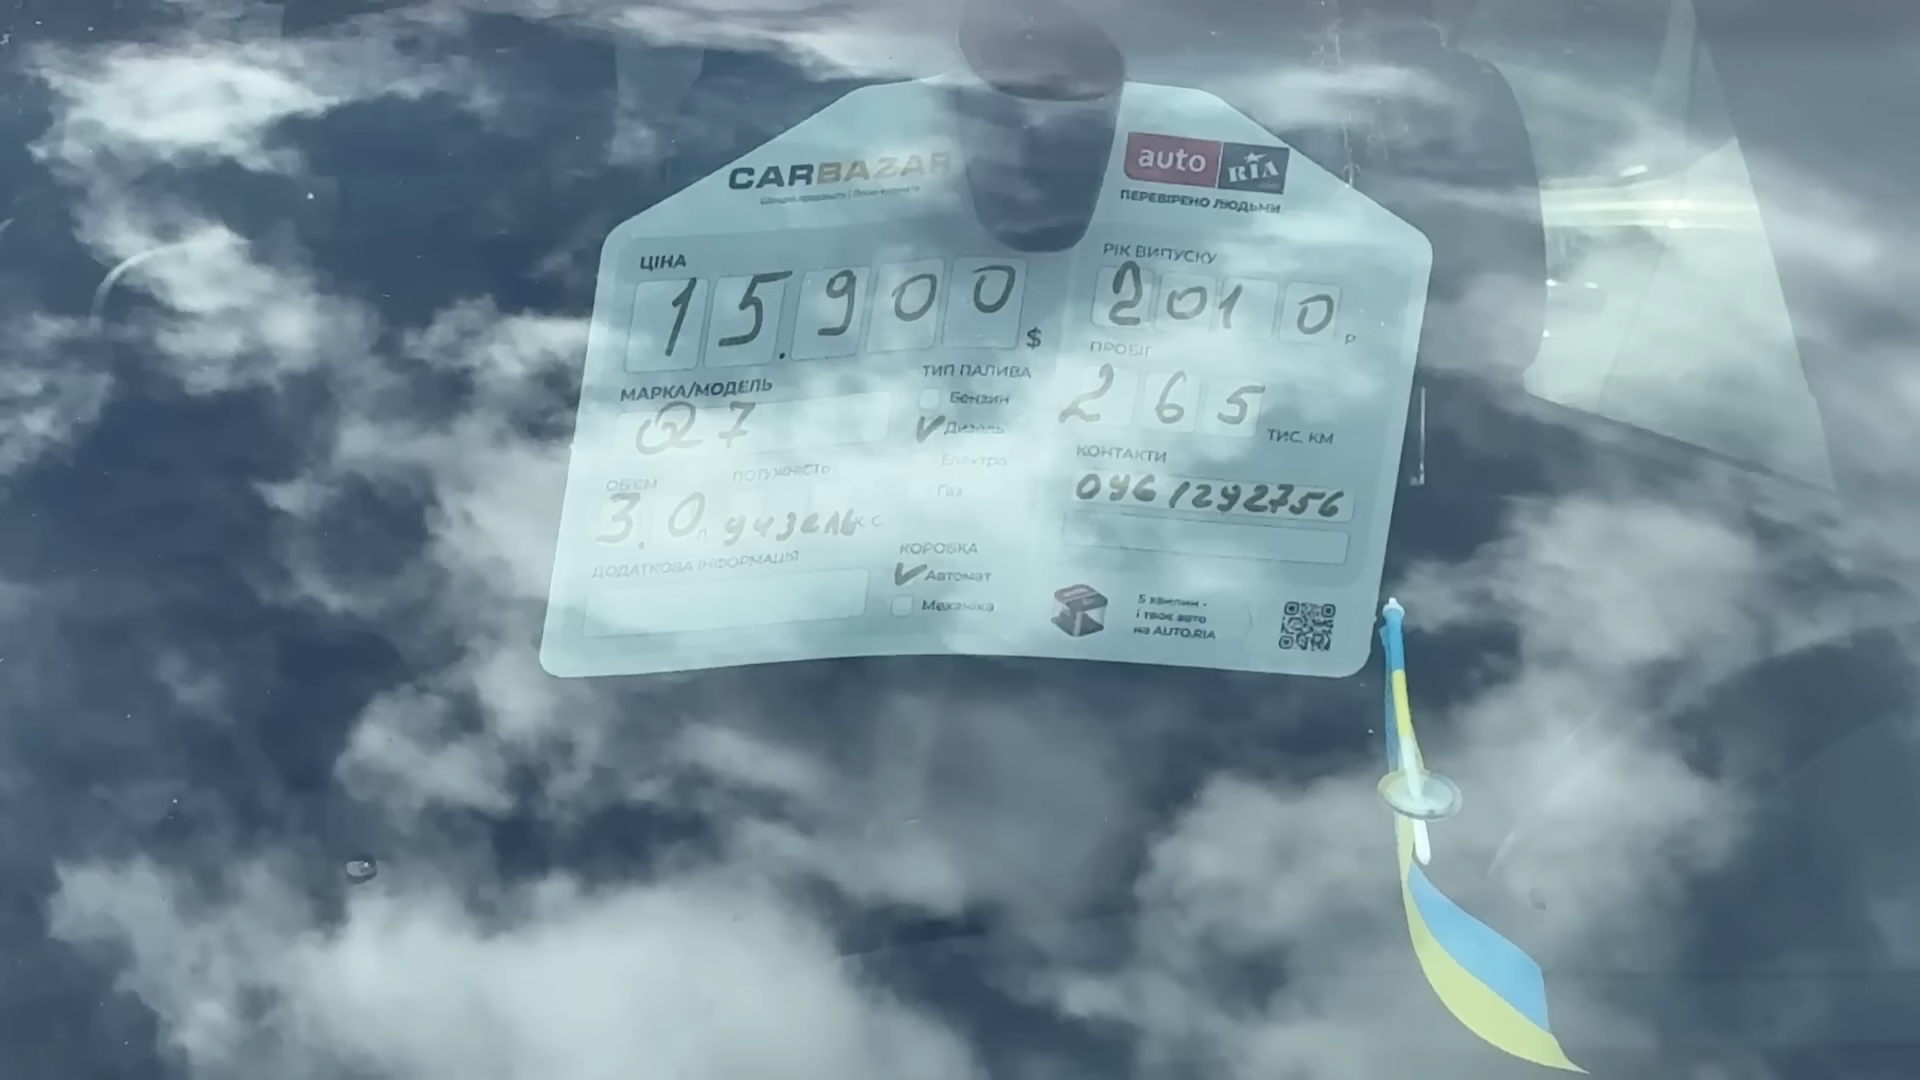 CARBAZAR
auto RIA
ПЕРЕВІРЕНО ЛЮДЬМИ
ЦІНА
15.900 $
РІК ВИПУСКУ
2010 р
МАРКА/МОДЕЛЬ
Q7
ТИП ПАЛИВА
Бензин
Дизель
Електро
Газ
ПРОБІГ
265 ТИС. КМ
ОБ'ЄМ
3.0 л
ПОТУЖНІСТЬ
дизель К С
КОНТАКТИ
0961292756
ДОДАТКОВА ІНФОРМАЦІЯ
КОРОБКА
Автомат
Механіка
5 хвилин -
і твоє авто
на AUTO.RIA